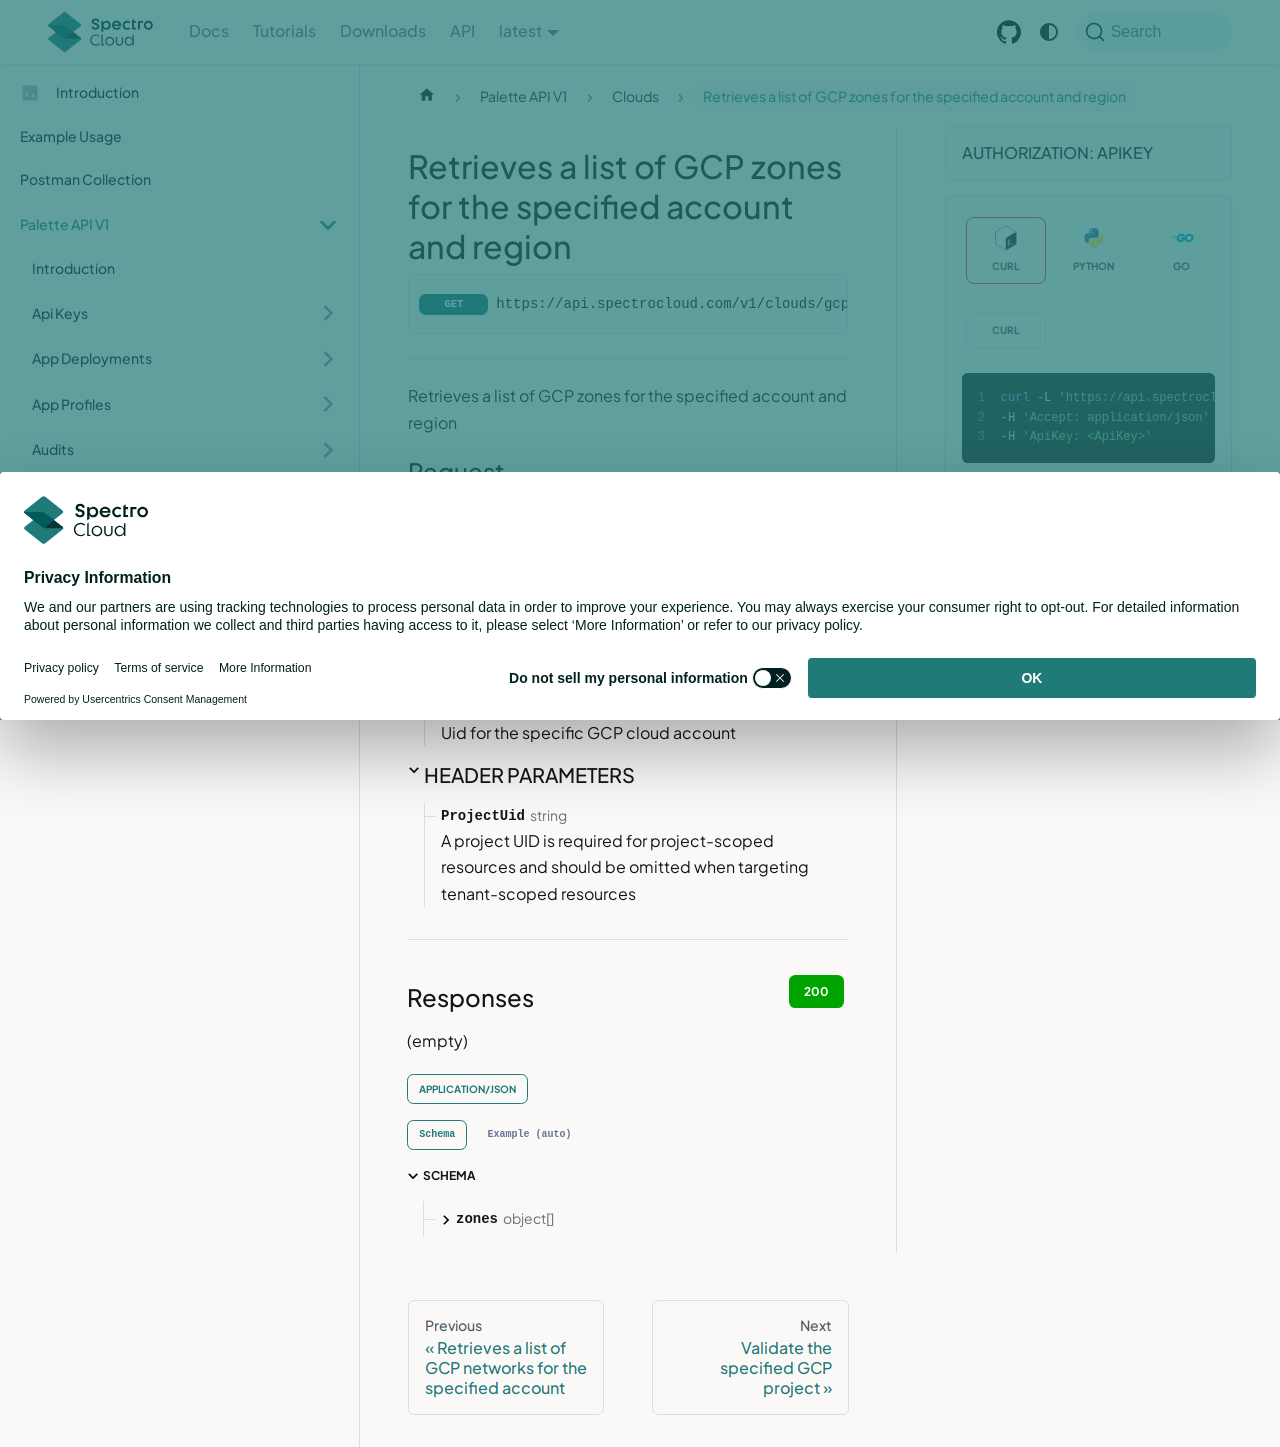 Spectro Cloud
Docs
Tutorials
Downloads
API
latest
Search
Introduction
Example Usage
Postman Collection
Palette API V1
Introduction
Api Keys
App Deployments
App Profiles
Audits
Palette API V1
Clouds
Retrieves a list of GCP zones for the specified account and region
Retrieves a list of GCP zones
for the specified account
and region
GET
https://api.spectrocloud.com/v1/clouds/gcp
Retrieves a list of GCP zones for the specified account and
region
Request
AUTHORIZATION: APIKEY
CURL
PYTHON
GO
CURL
1 curl -L 'https://api.spectrocl
2 -H 'Accept: application/json'
3 -H 'ApiKey: <ApiKey>'
Spectro
Cloud
Privacy Information
We and our partners are using tracking technologies to process personal data in order to improve your experience. You may always exercise your consumer right to opt-out. For detailed information
about personal information we collect and third parties having access to it, please select ‘More Information’ or refer to our privacy policy.
Privacy policy
Terms of service
More Information
Powered by Usercentrics Consent Management
Do not sell my personal information
OK
Uid for the specific GCP cloud account
HEADER PARAMETERS
ProjectUid string
A project UID is required for project-scoped
resources and should be omitted when targeting
tenant-scoped resources
Responses
200
(empty)
APPLICATION/JSON
Schema
Example (auto)
SCHEMA
zones object[]
Previous
« Retrieves a list of
GCP networks for the
specified account
Next
Validate the
specified GCP
project »